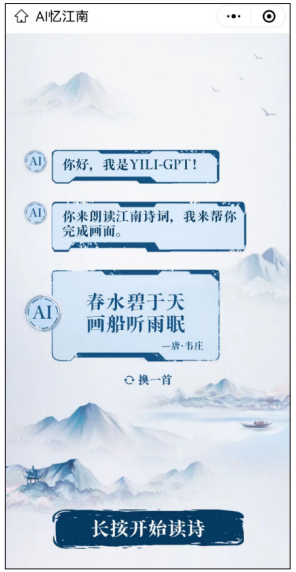 AI忆江南
AI
你好，我是YILI-GPT！
AI
你来朗读江南诗词，我来帮你
完成画面。
AI
春水碧于天
画船听雨眠
—唐·韦庄
换一首
长按开始读诗